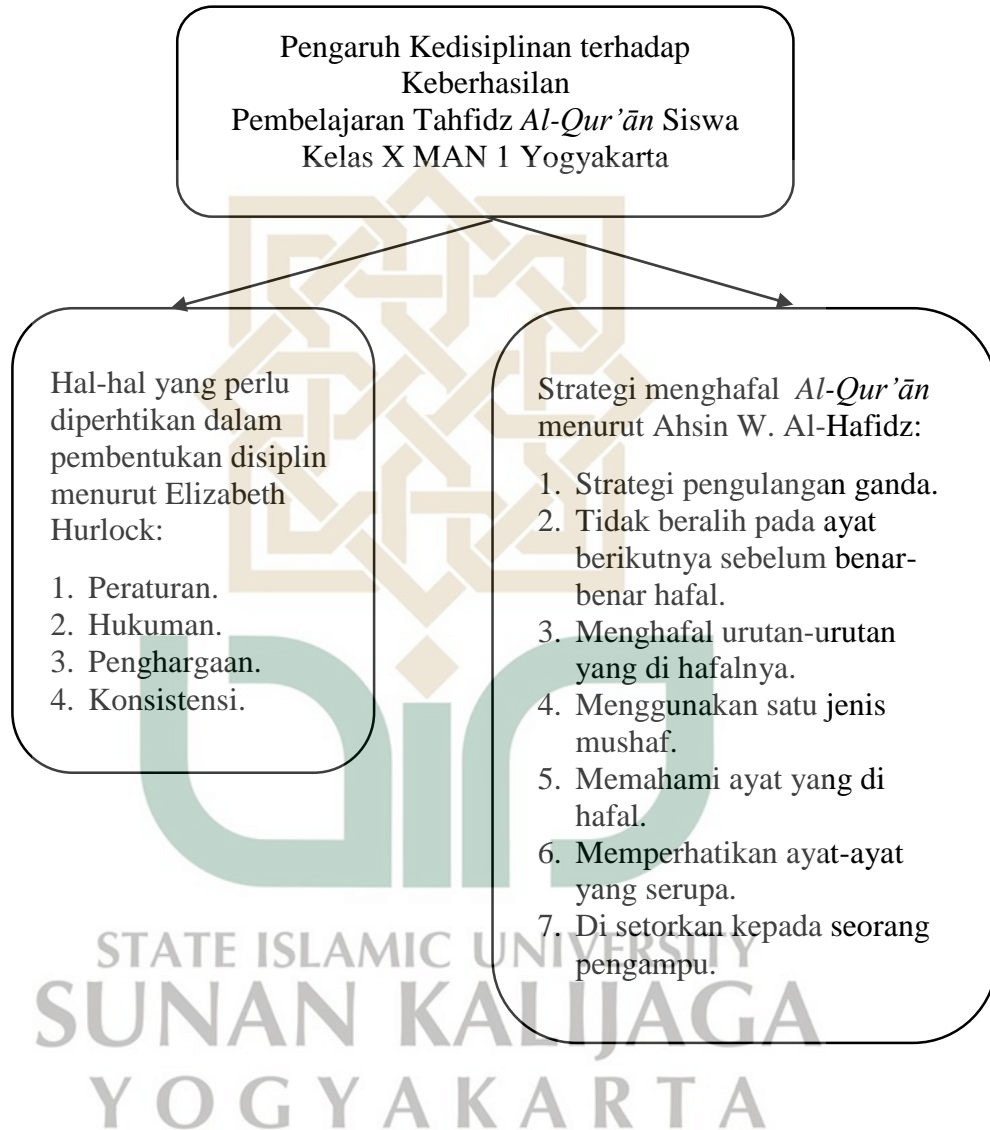 Pengaruh Kedisiplinan terhadap
Keberhasilan
Pembelajaran Tahfidz Al-Qur’ān Siswa
Kelas X MAN 1 Yogyakarta
Hal-hal yang perlu
diperhtikan dalam
pembentukan disiplin
menurut Elizabeth
Hurlock:
1. Peraturan.
2. Hukuman.
3. Penghargaan.
4. Konsistensi.
Strategi menghafal Al-Qur’ān
menurut Ahsin W. Al-Hafidz:
1. Strategi pengulangan ganda.
2. Tidak beralih pada ayat
berikutnya sebelum benar-
benar hafal.
3. Menghafal urutan-urutan
yang di hafalnya.
4. Menggunakan satu jenis
mushaf.
5. Memahami ayat yang di
hafal.
6. Memperhatikan ayat-ayat
yang serupa.
7. Di setorkan kepada seorang
pengampu.
STATE ISLAMIC UNIVERSITY
SUNAN KALIJAGA
YOGYAKARTA